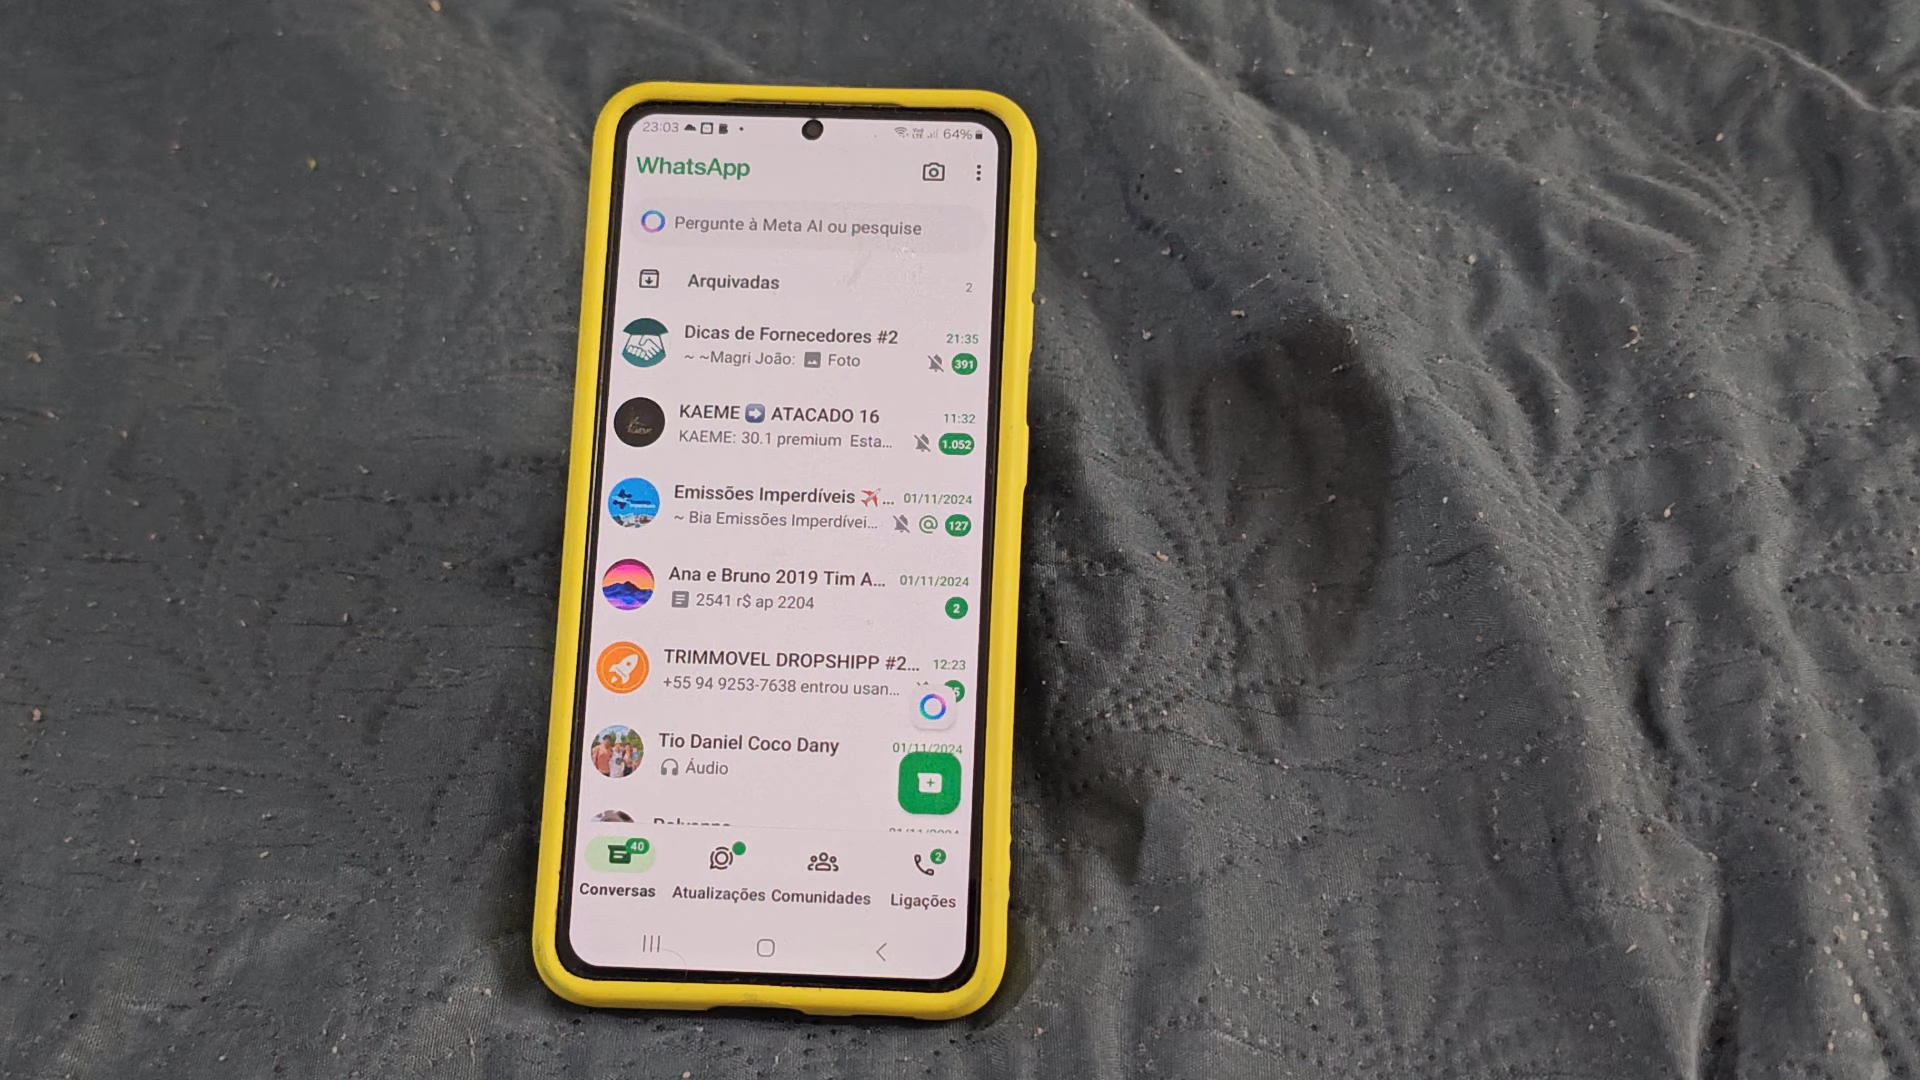 23:03
64%
WhatsApp
Pergunte à Meta AI ou pesquise
Arquivadas 2
Dicas de Fornecedores #2 21:35
~ ~Magri João: Foto 391
KAEME ➡️ ATACADO 16 11:32
KAEME: 30.1 premium Esta... 1.052
Emissões Imperdíveis ✈️... 01/11/2024
~ Bia Emissões Imperdívei... @ 127
Ana e Bruno 2019 Tim A... 01/11/2024
2541 r$ ap 2204 2
TRIMMOVEL DROPSHIPP #2... 12:23
+55 94 9253-7638 entrou usan...
Tio Daniel Coco Dany 01/11/2024
Áudio
40 2
Conversas Atualizações Comunidades Ligações